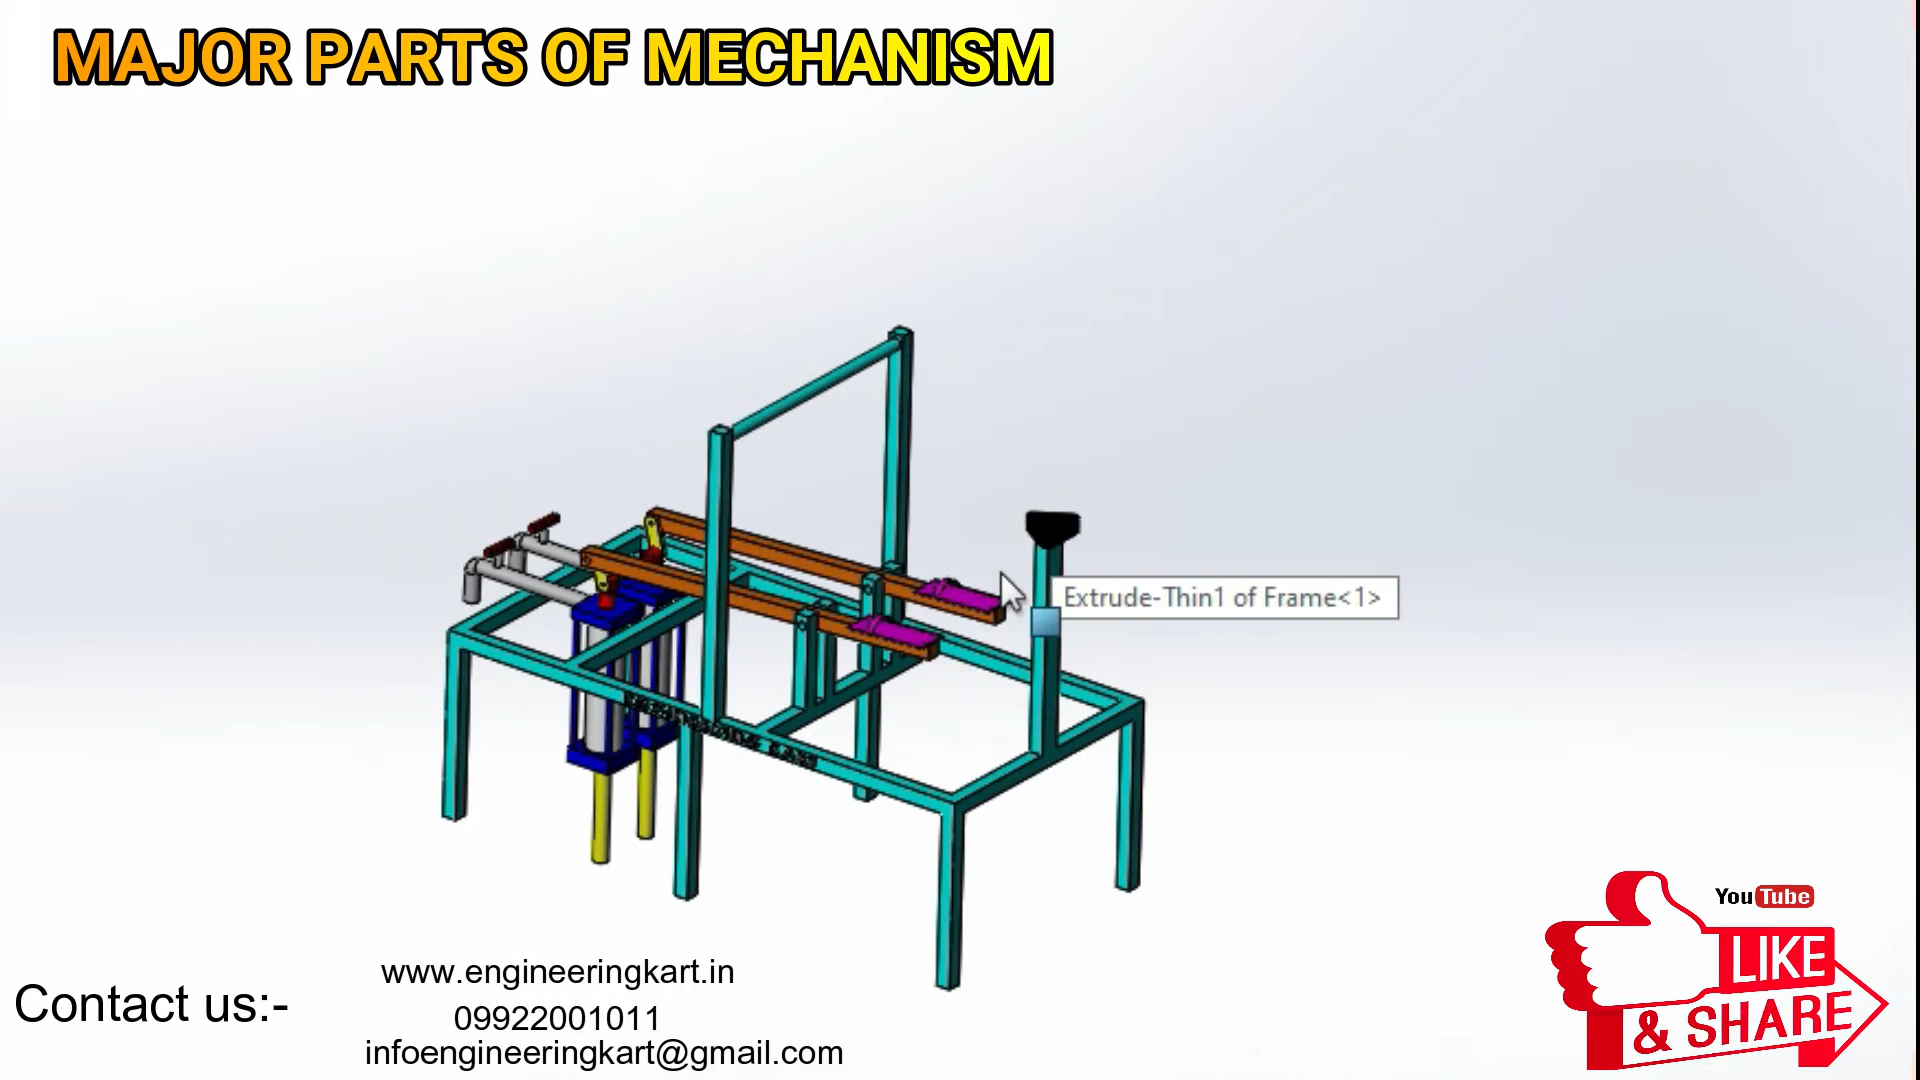 MAJOR PARTS OF MECHANISM
Extrude-Thin1 of Frame<1>
YouTube
LIKE
& SHARE
Contact us:-
www.engineeringkart.in
09922001011
infoengineeringkart@gmail.com